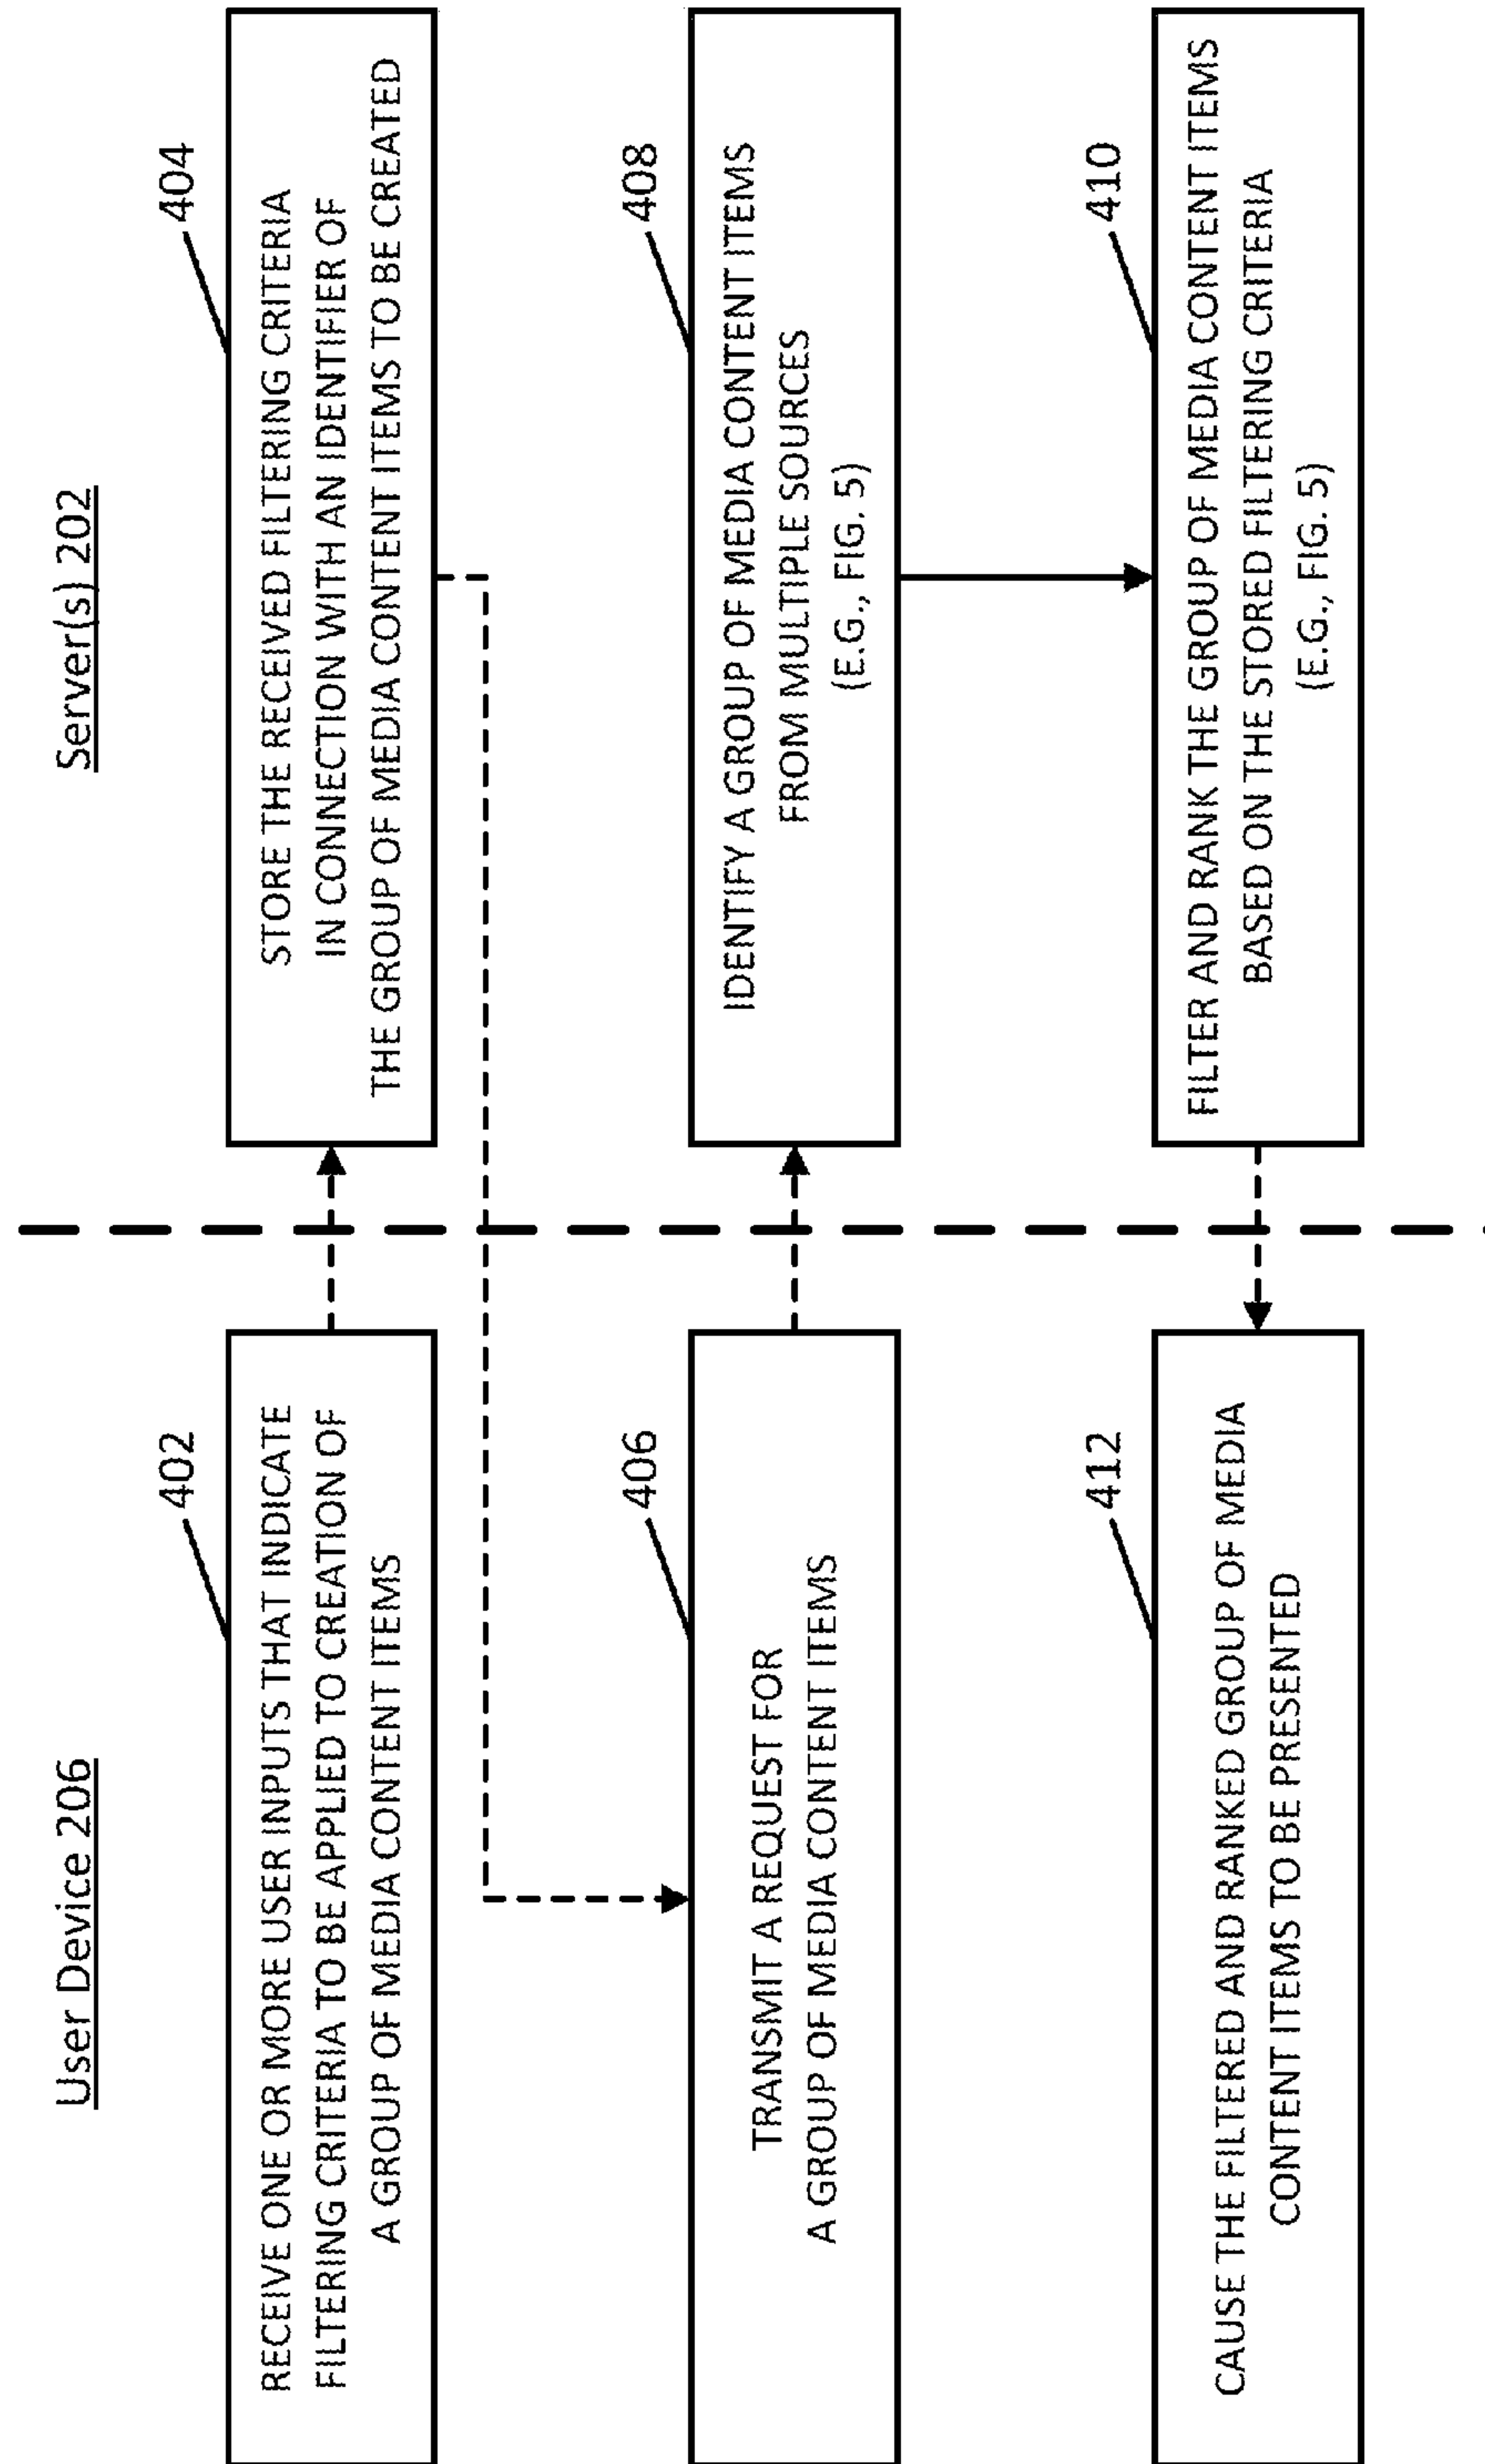 User Device 206
Server(s) 202
402
RECEIVE ONE OR MORE USER INPUTS THAT INDICATE
FILTERING CRITERIA TO BE APPLIED TO CREATION OF
A GROUP OF MEDIA CONTENT ITEMS
404
STORE THE RECEIVED FILTERING CRITERIA
IN CONNECTION WITH AN IDENTIFIER OF
THE GROUP OF MEDIA CONTENT ITEMS TO BE CREATED
406
TRANSMIT A REQUEST FOR
A GROUP OF MEDIA CONTENT ITEMS
408
IDENTIFY A GROUP OF MEDIA CONTENT ITEMS
FROM MULTIPLE SOURCES
(E.G., FIG. 5)
410
FILTER AND RANK THE GROUP OF MEDIA CONTENT ITEMS
BASED ON THE STORED FILTERING CRITERIA
(E.G., FIG. 5)
412
CAUSE THE FILTERED AND RANKED GROUP OF MEDIA
CONTENT ITEMS TO BE PRESENTED